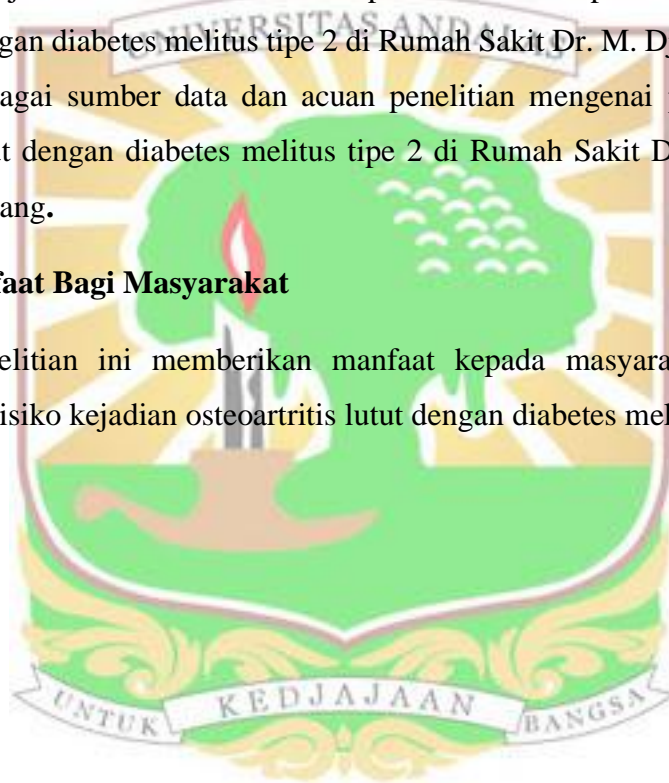 UNIVERSITAS ANDALAS
gan diabetes melitus tipe 2 di Rumah Sakit Dr. M. Dj
agai sumber data dan acuan penelitian mengenai
t dengan diabetes melitus tipe 2 di Rumah Sakit D
ang.
faat Bagi Masyarakat
elitian ini memberikan manfaat kepada masyara
isiko kejadian osteoartritis lutut dengan diabetes mel
UNTUK KEDJAJAAN BANGSA